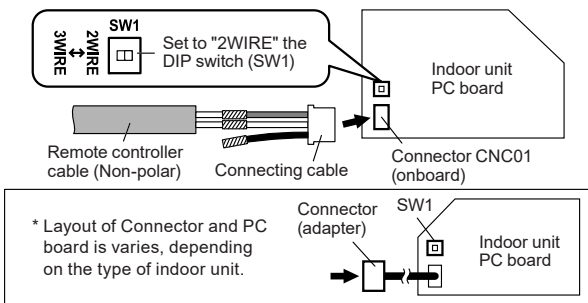 SW1
3WIRE ↔ 2WIRE
Set to "2WIRE" the
DIP switch (SW1)
Indoor unit
PC board
Remote controller
cable (Non-polar)
Connecting cable
Connector CNC01
(onboard)
* Layout of Connector and PC
board is varies, depending
on the type of indoor unit.
Connector
(adapter)
SW1
Indoor unit
PC board